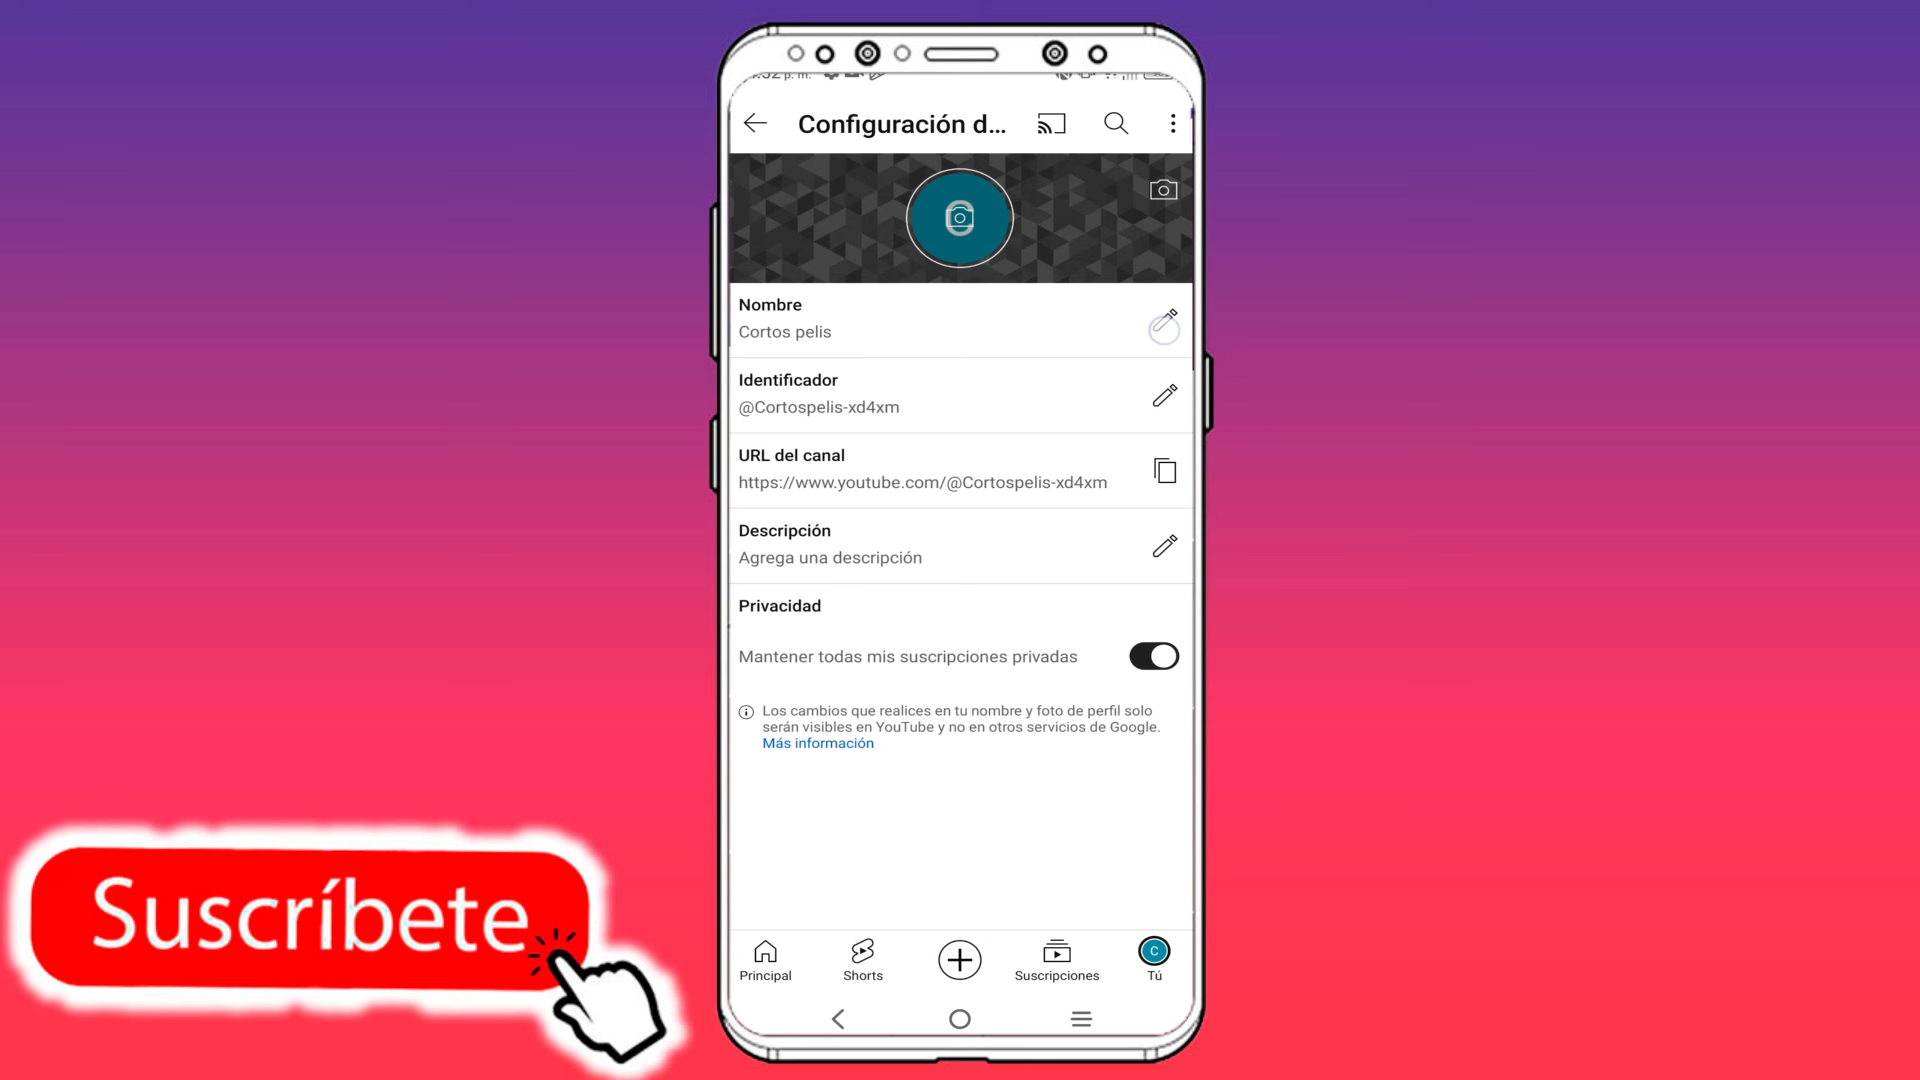 Configuración d...
Nombre
Cortos pelis
Identificador
@Cortospelis-xd4xm
URL del canal
https://www.youtube.com/@Cortospelis-xd4xm
Descripción
Agrega una descripción
Privacidad
Mantener todas mis suscripciones privadas
Los cambios que realices en tu nombre y foto de perfil solo
serán visibles en YouTube y no en otros servicios de Google.
Más información
Suscríbete
C
Principal
Shorts
Suscripciones
Tú